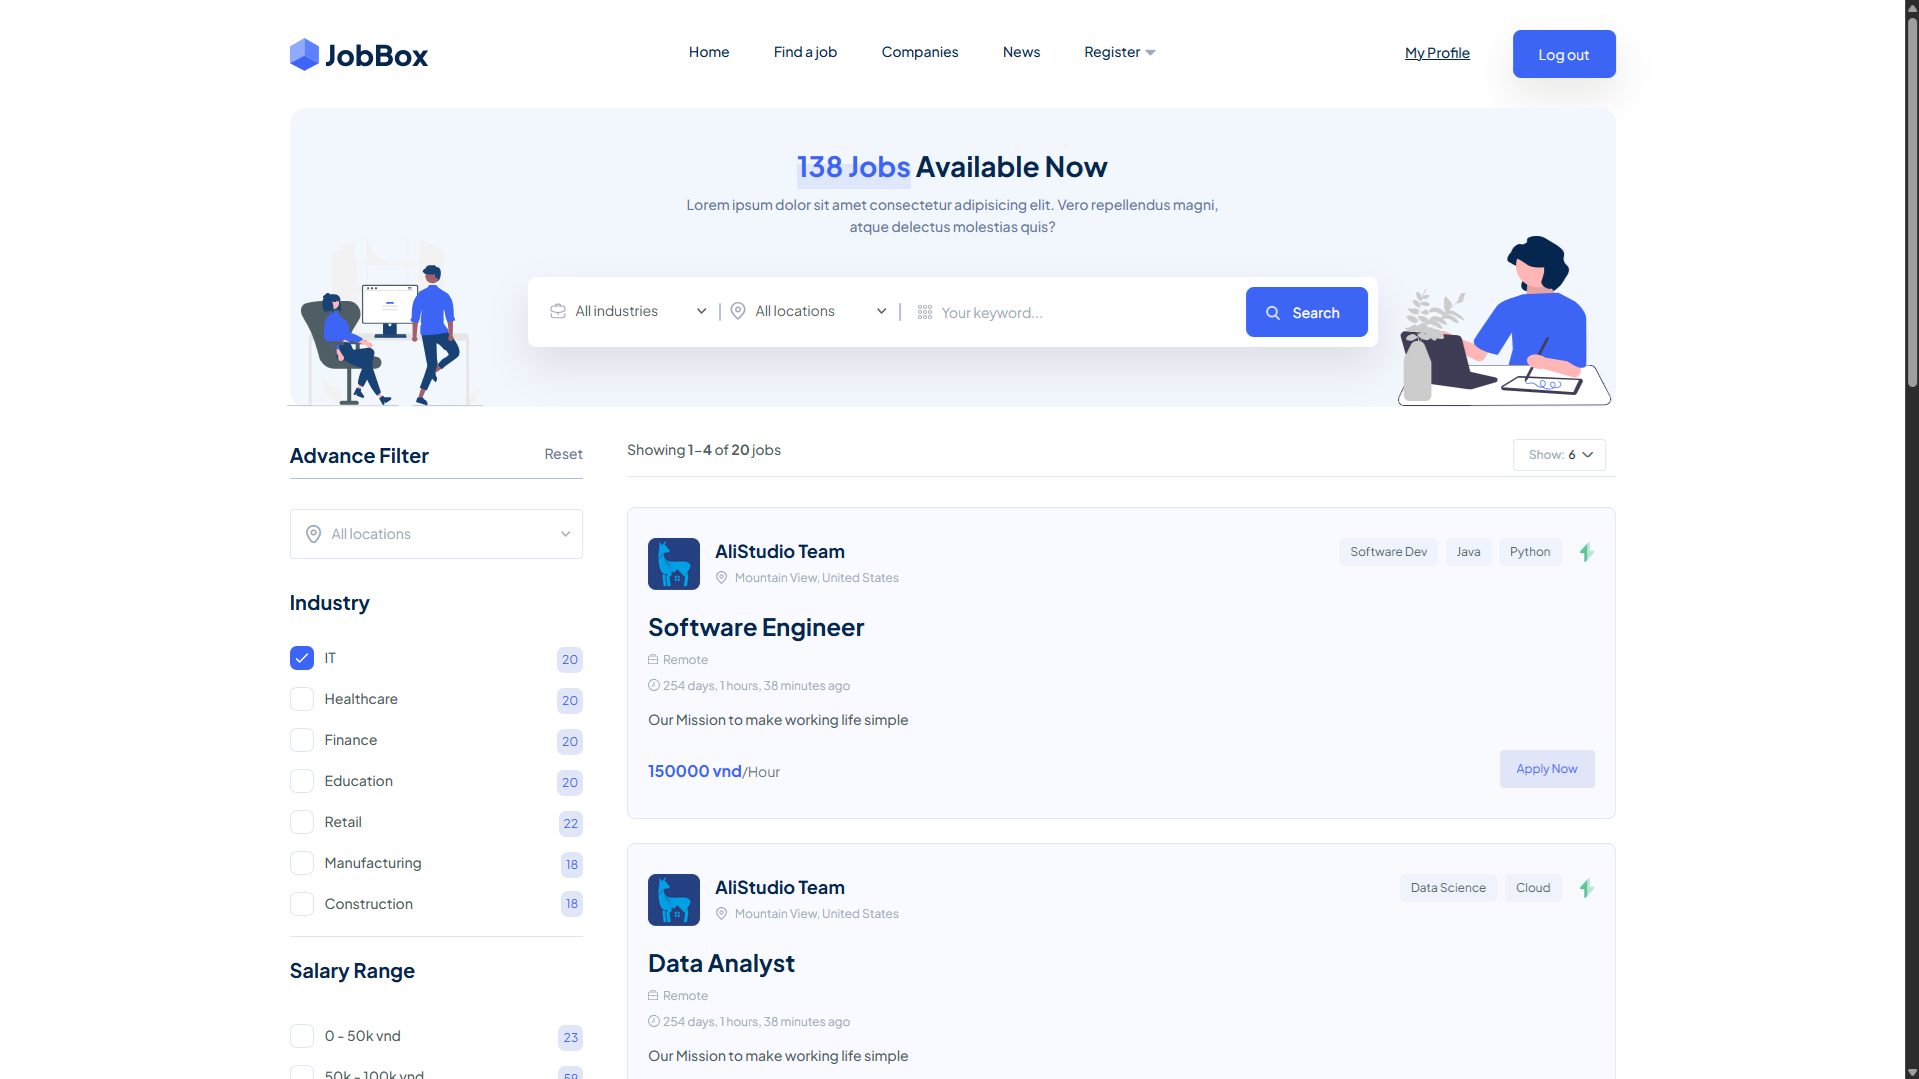 JobBox
Home
Find a job
Companies
News
Register
My Profile
Log out
138 Jobs Available Now
Lorem ipsum dolor sit amet consectetur adipisicing elit. Vero repellendus magni,
atque delectus molestias quis?
All industries
All locations
Your keyword...
Search
Advance Filter
Reset
All locations
Industry
IT 20
Healthcare 20
Finance 20
Education 20
Retail 22
Manufacturing 18
Construction 18
Salary Range
0 - 50k vnd 23
50k - 100k vnd 59
Showing 1-4 of 20 jobs
Show: 6
AliStudio Team
Mountain View, United States
Software Dev
Java
Python
Software Engineer
Remote
254 days, 1 hours, 38 minutes ago
Our Mission to make working life simple
150000 vnd/Hour
Apply Now
AliStudio Team
Mountain View, United States
Data Science
Cloud
Data Analyst
Remote
254 days, 1 hours, 38 minutes ago
Our Mission to make working life simple